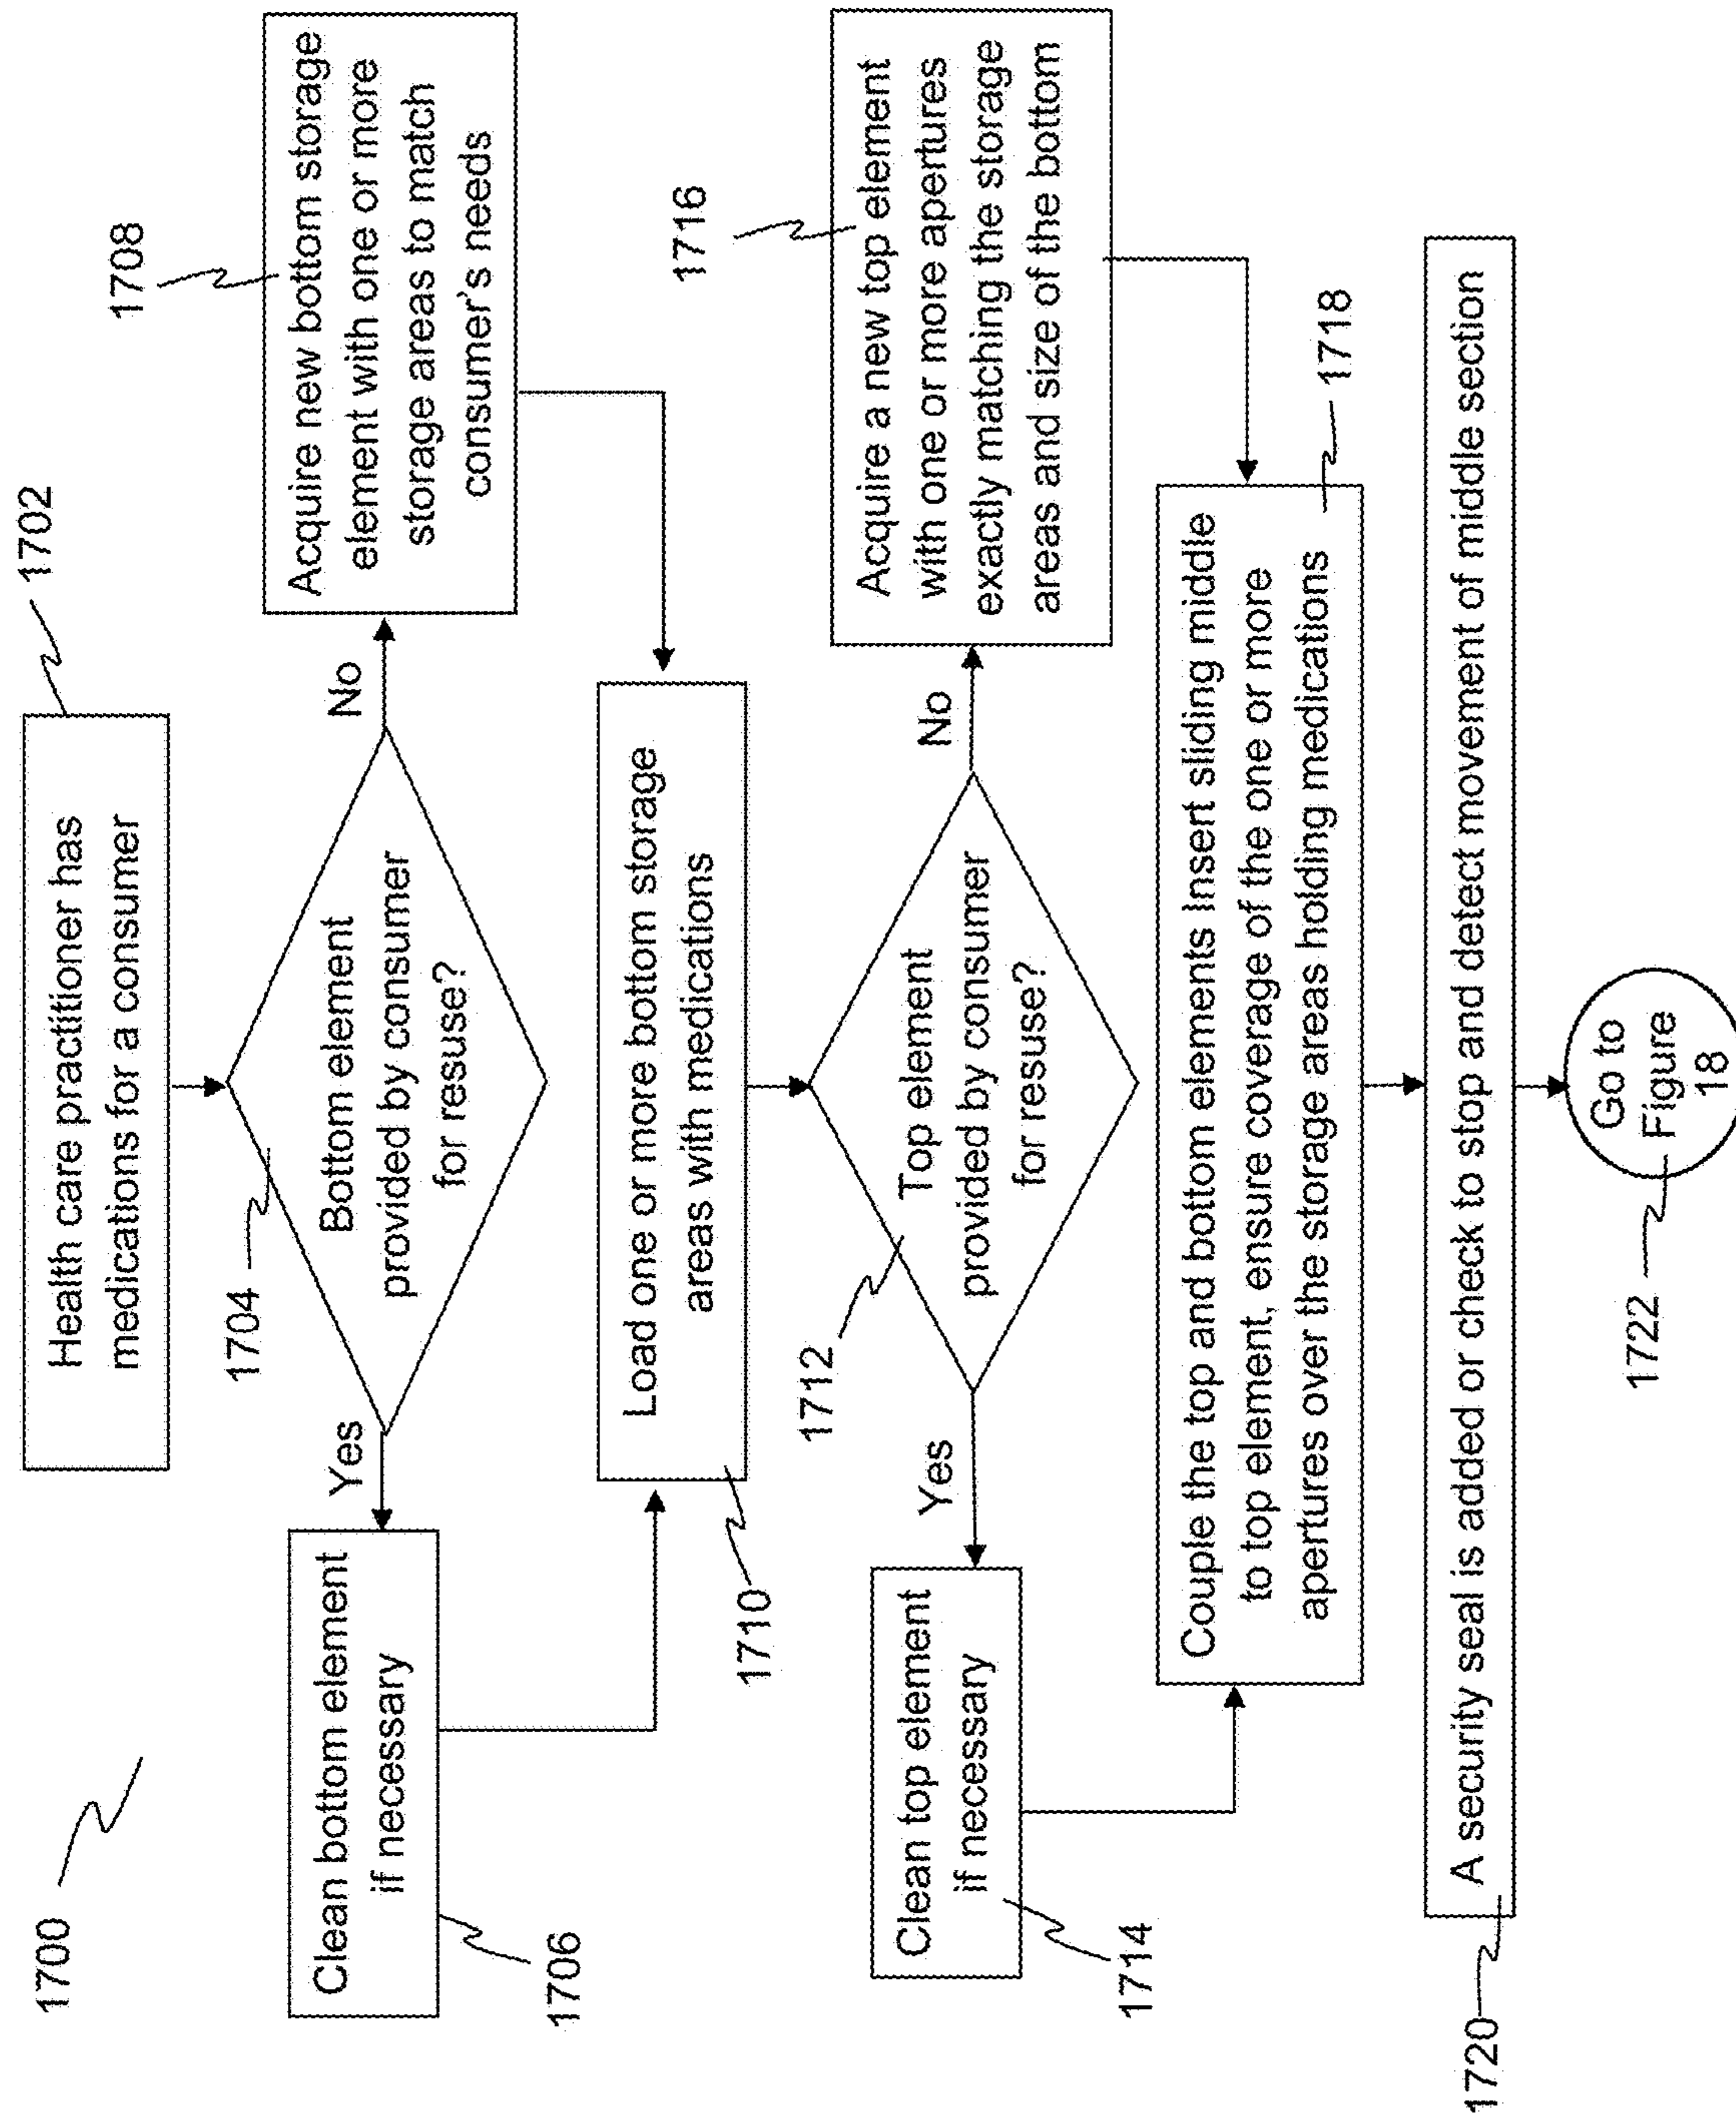 1700
1702
Health care practitioner has
medications for a consumer
1704
Bottom element
provided by consumer
for resuse?
Yes
No
Clean bottom element
if necessary
1706
1708
Acquire new bottom storage
element with one or more
storage areas to match
consumer's needs
Load one or more bottom storage
areas with medications
1710
1712
Top element
provided by consumer
for resuse?
Yes
No
Clean top element
if necessary
1714
1716
Acquire a new top element
with one or more apertures
exactly matching the storage
areas and size of the bottom
Couple the top and bottom elements Insert sliding middle
to top element, ensure coverage of the one or more
apertures over the storage areas holding medications
1718
A security seal is added or check to stop and detect movement of middle section
1720
Go to
Figure
18
1722